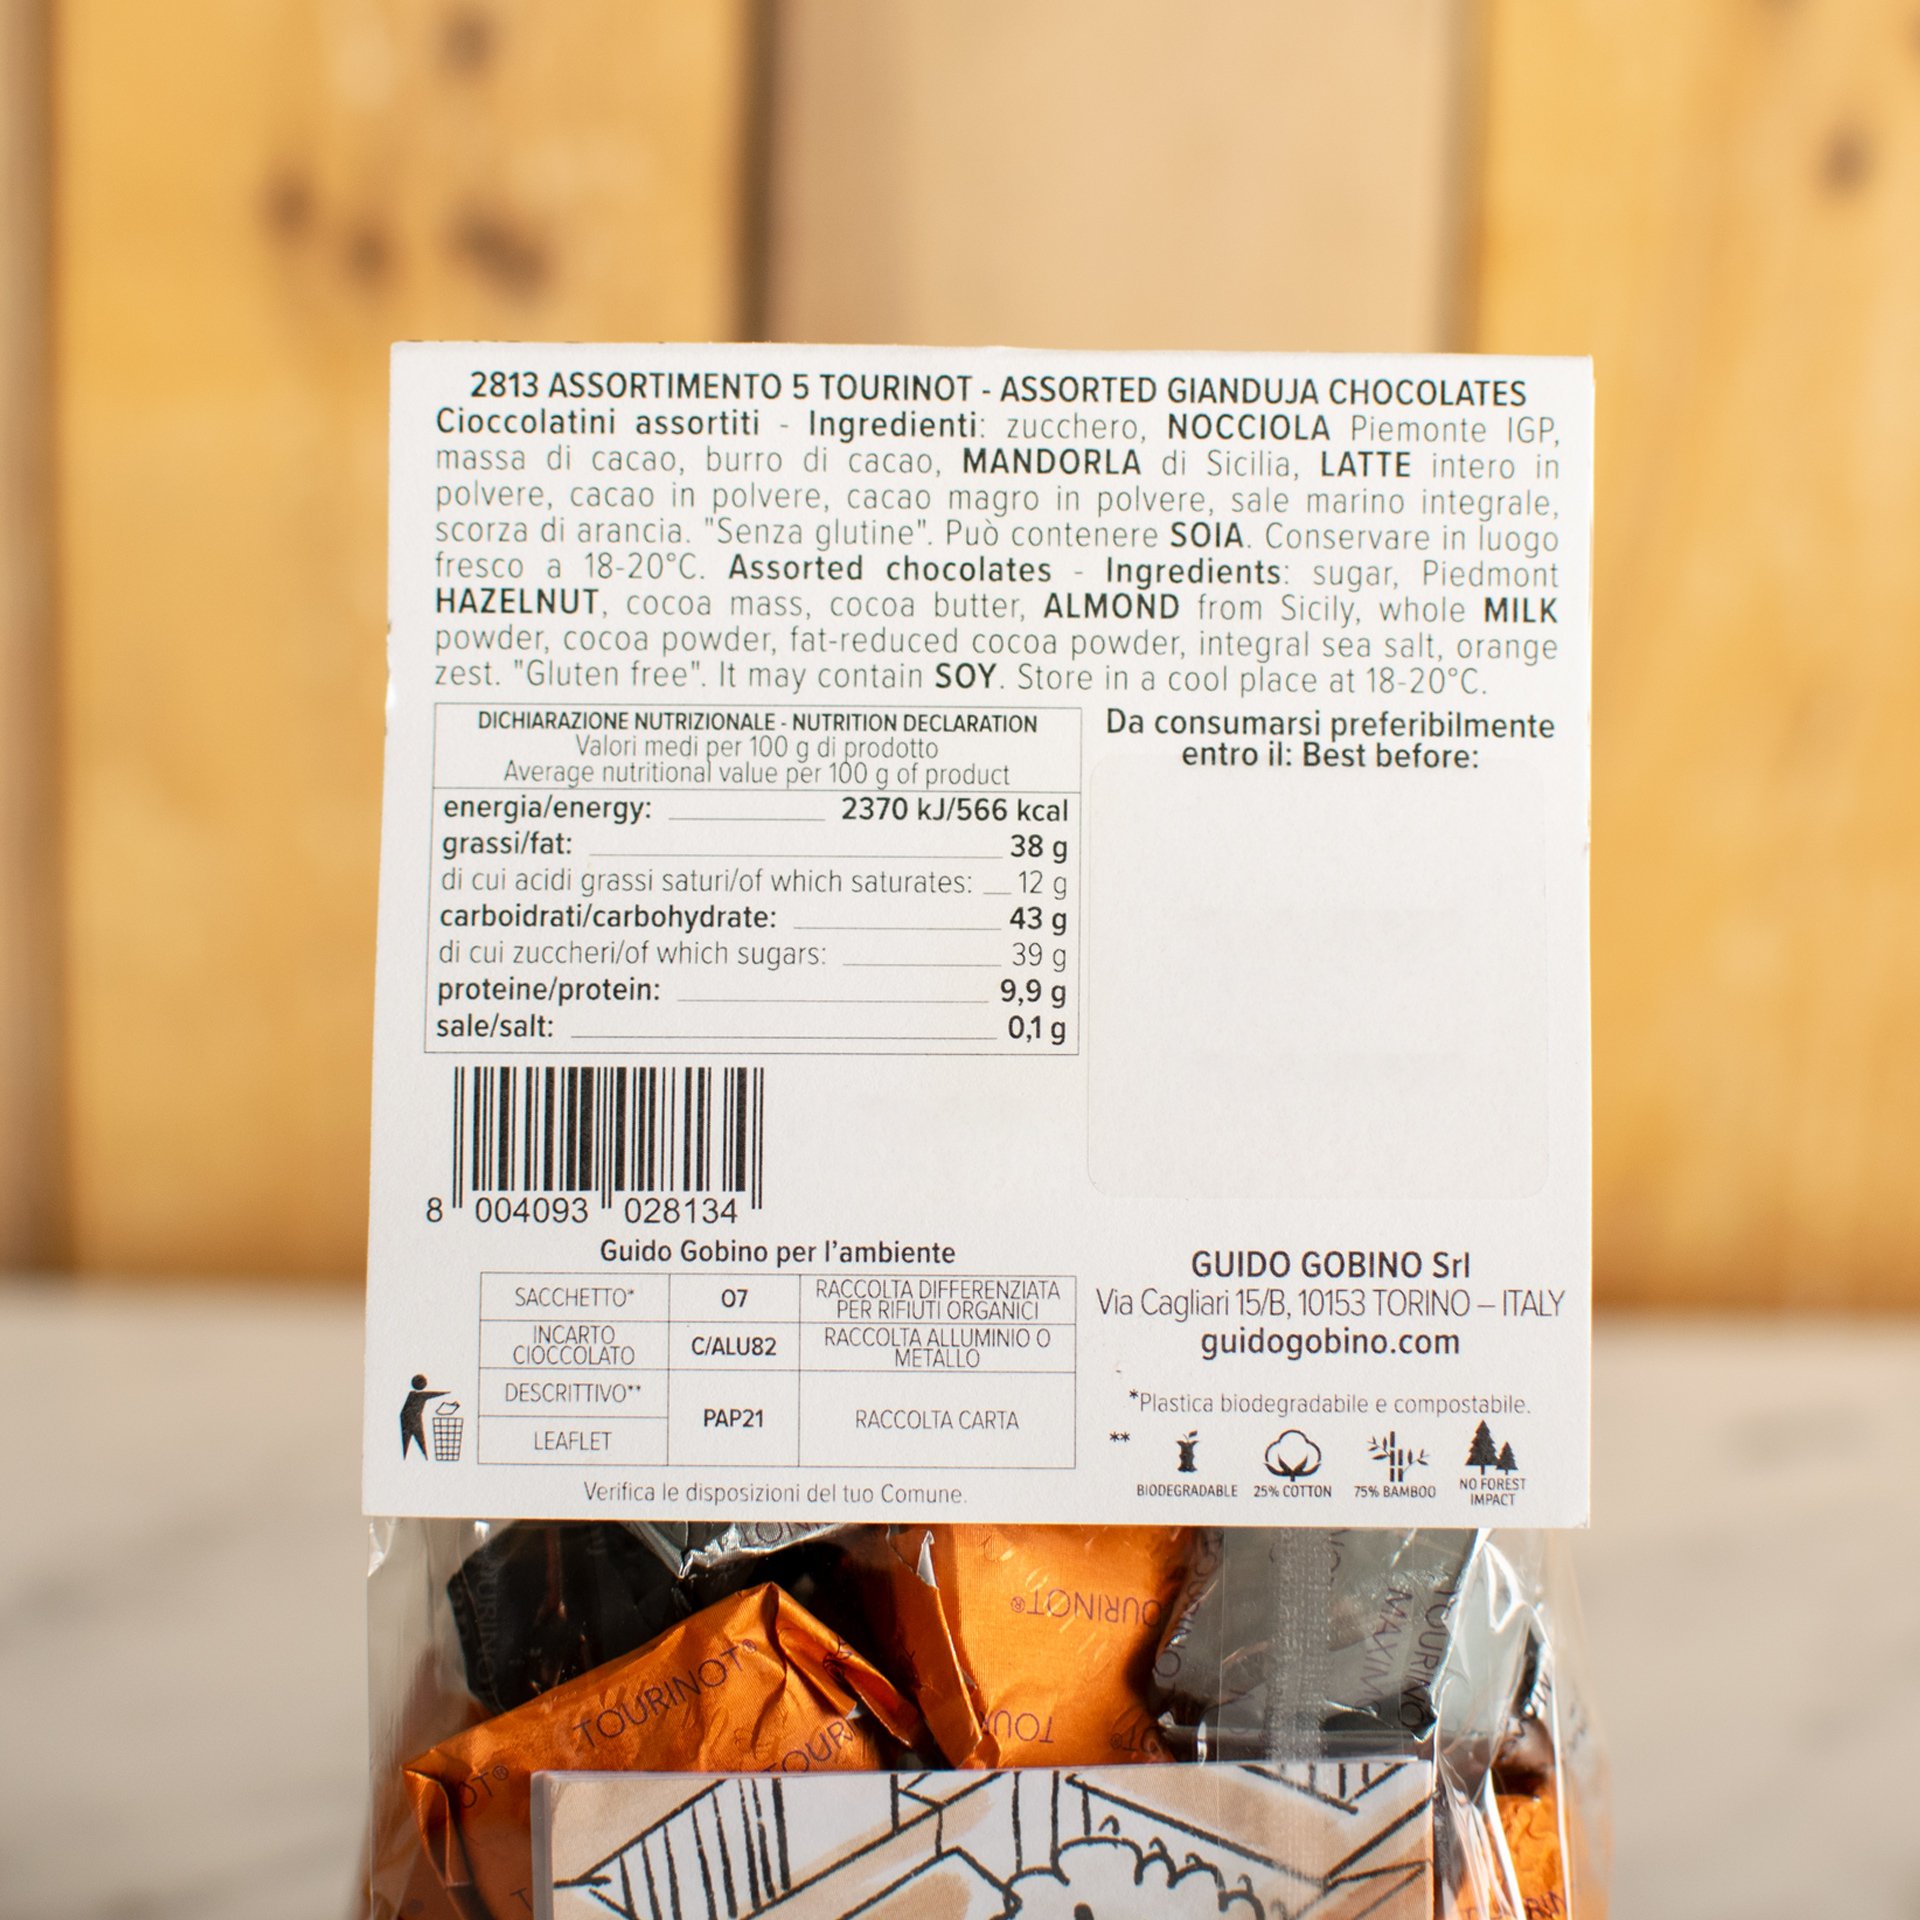 2813 ASSORTIMENTO 5 TOURINOT - ASSORTED GIANDUJA CHOCOLATES
Cioccolatini assortiti - Ingredienti: zucchero, NOCCIOLA Piemonte IGP,
massa di cacao, burro di cacao, MANDORLA di Sicilia, LATTE intero in
polvere, cacao in polvere, cacao magro in polvere, sale marino integrale,
scorza di arancia. "Senza glutine". Può contenere SOIA. Conservare in luogo
fresco a 18-20°C. Assorted chocolates - Ingredients: sugar, Piedmont
HAZELNUT, cocoa mass, cocoa butter, ALMOND from Sicily, whole MILK
powder, cocoa powder, fat-reduced cocoa powder, integral sea salt, orange
zest. "Gluten free". It may contain SOY. Store in a cool place at 18-20°C.
DICHIARAZIONE NUTRIZIONALE - NUTRITION DECLARATION
Valori medi per 100 g di prodotto
Average nutritional value per 100 g of product
energia/energy: 2370 kJ/566 kcal
grassi/fat: 38 g
di cui acidi grassi saturi/of which saturates: 12 g
carboidrati/carbohydrate: 43 g
di cui zuccheri/of which sugars: 39 g
proteine/protein: 9,9 g
sale/salt: 0,1 g
Da consumarsi preferibilmente
entro il: Best before:
8 004093 028134
Guido Gobino per l'ambiente
SACCHETTO* 07 RACCOLTA DIFFERENZIATA
PER RIFIUTI ORGANICI
INCARTO
CIOCCOLATO C/ALU82 RACCOLTA ALLUMINIO O
METALLO
DESCRITTIVO**
LEAFLET PAP21 RACCOLTA CARTA
Verifica le disposizioni del tuo Comune.
GUIDO GOBINO Srl
Via Cagliari 15/B, 10153 TORINO – ITALY
guidogobino.com
*Plastica biodegradabile e compostabile.
**
BIODEGRADABLE
25% COTTON
75% BAMBOO
NO FOREST
IMPACT
TOURINOT®
TOURINOT®
TOURINO
MAXIMO